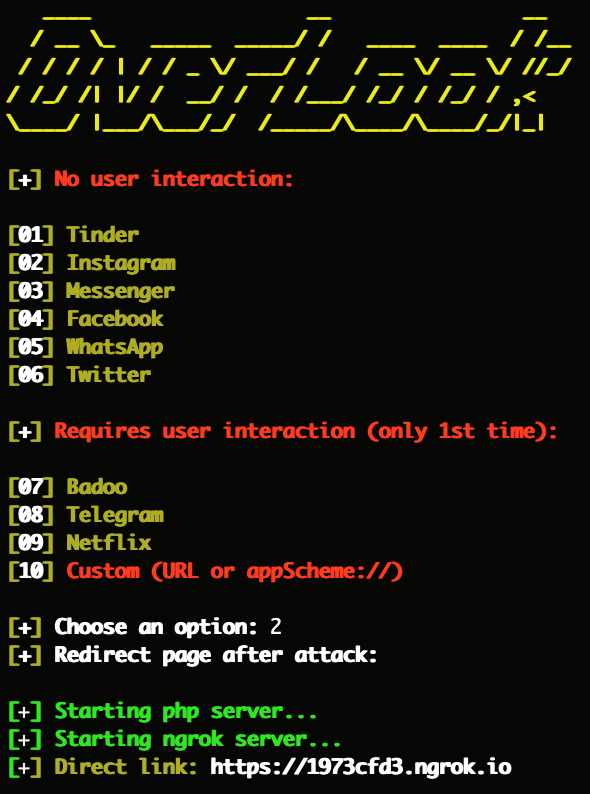 OverLook
[+] No user interaction:
[01] Tinder
[02] Instagram
[03] Messenger
[04] Facebook
[05] WhatsApp
[06] Twitter
[+] Requires user interaction (only 1st time):
[07] Badoo
[08] Telegram
[09] Netflix
[10] Custom (URL or appScheme://)
[+] Choose an option: 2
[+] Redirect page after attack:
[+] Starting php server...
[+] Starting ngrok server...
[+] Direct link: https://1973cfd3.ngrok.io